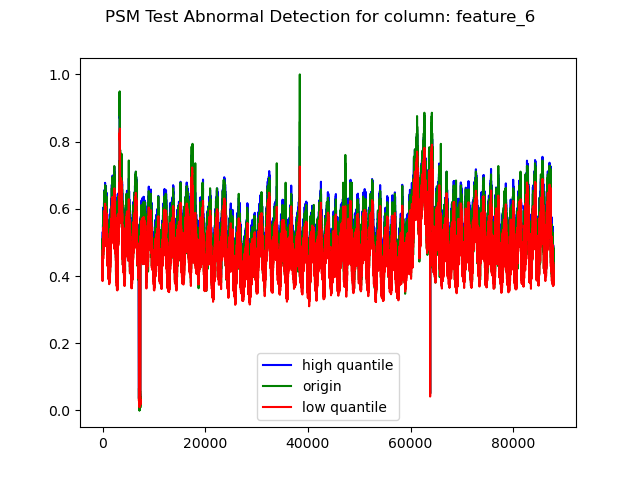 PSM Test Abnormal Detection for column: feature_6
1.0
0.8
0.6
0.4
0.2
0.0
high quantile
origin
low quantile
0 20000 40000 60000 80000